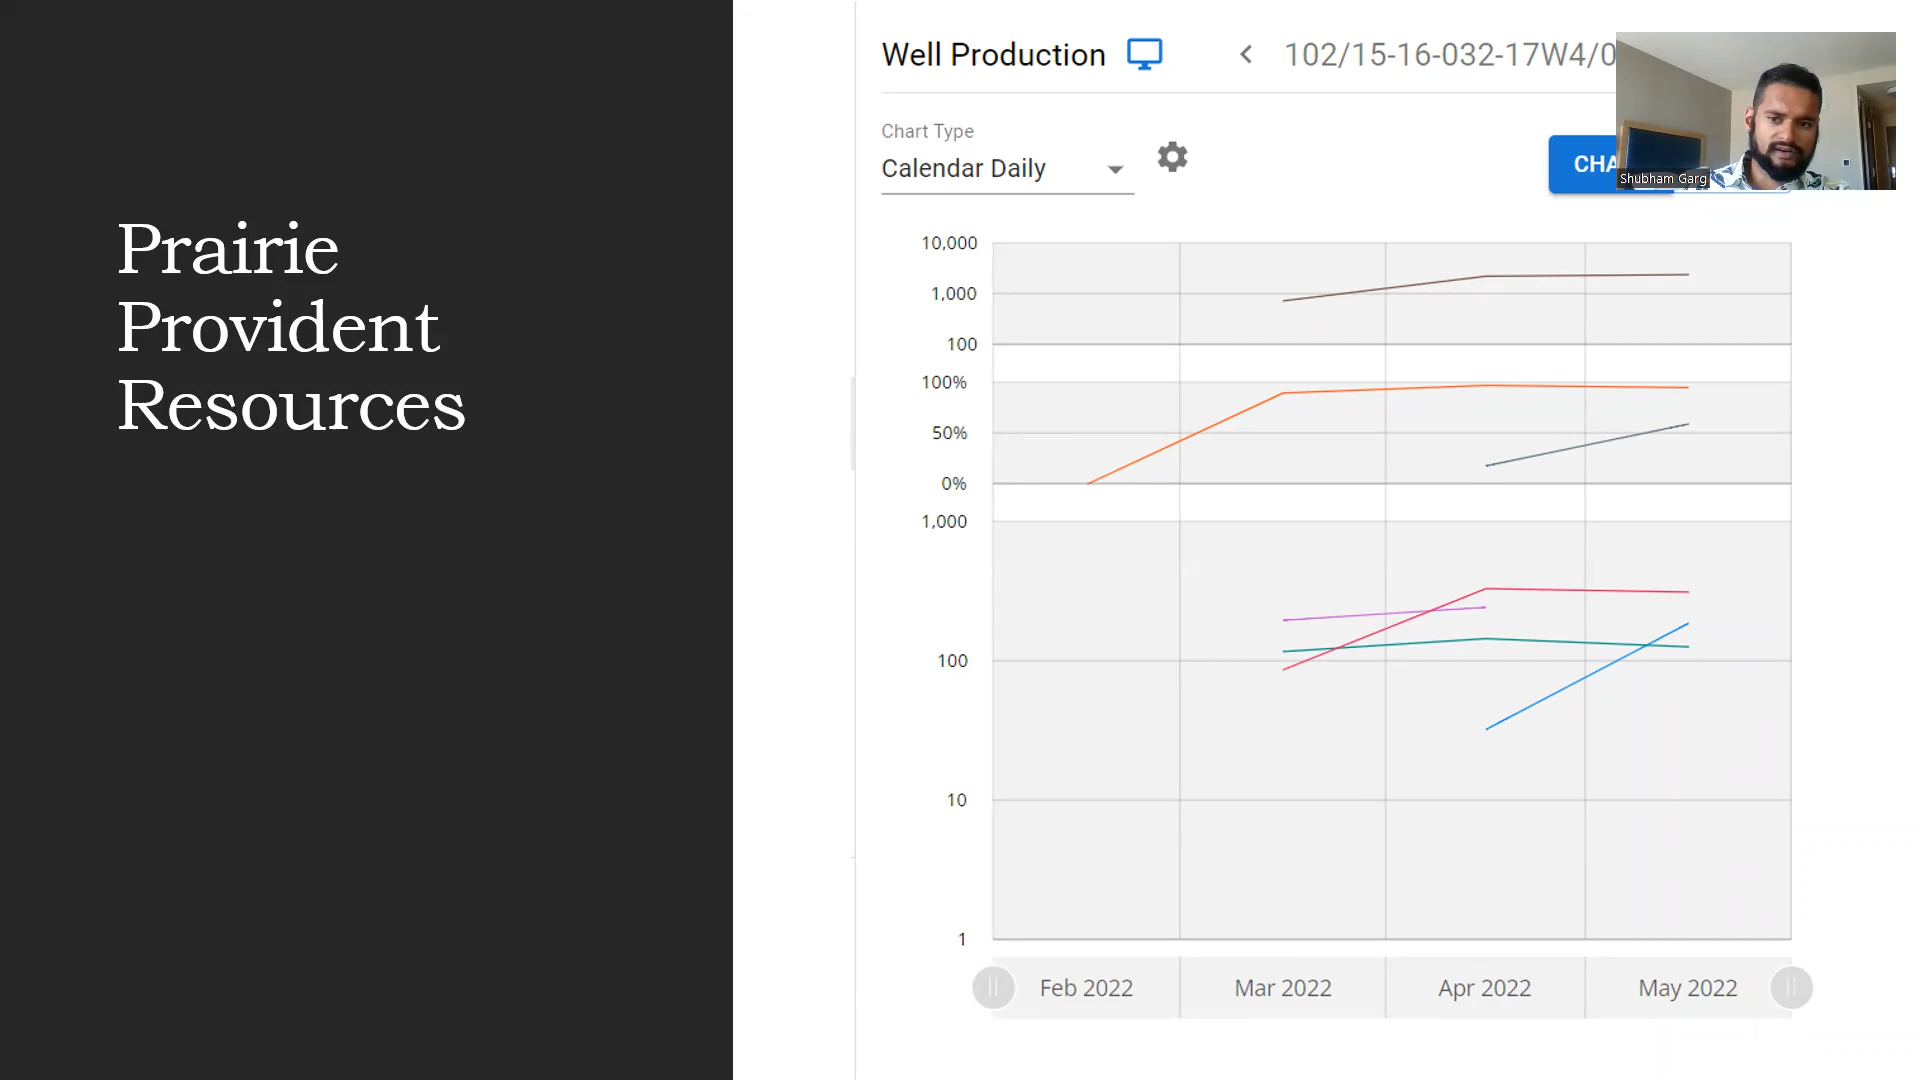 Prairie
Provident
Resources
Well Production
102/15-16-032-17W4/0
Chart Type
Calendar Daily
CHA
Shubham Garg
10,000
1,000
100
100%
50%
0%
1,000
100
10
1
Feb 2022
Mar 2022
Apr 2022
May 2022